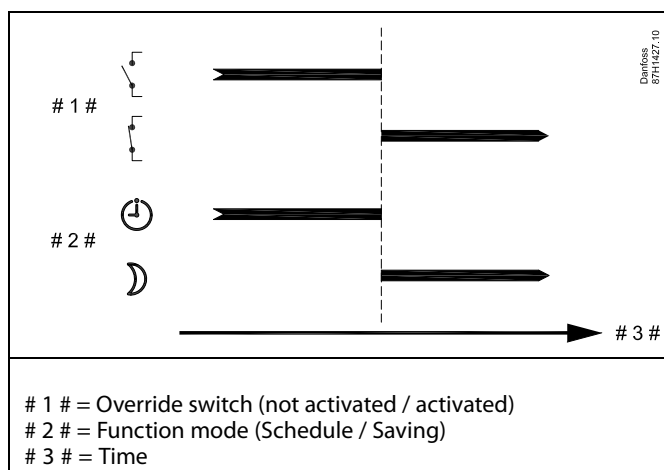 Danfoss
87H1427.10
# 1 #
# 2 #
# 3 #
# 1 # = Override switch (not activated / activated)
# 2 # = Function mode (Schedule / Saving)
# 3 # = Time